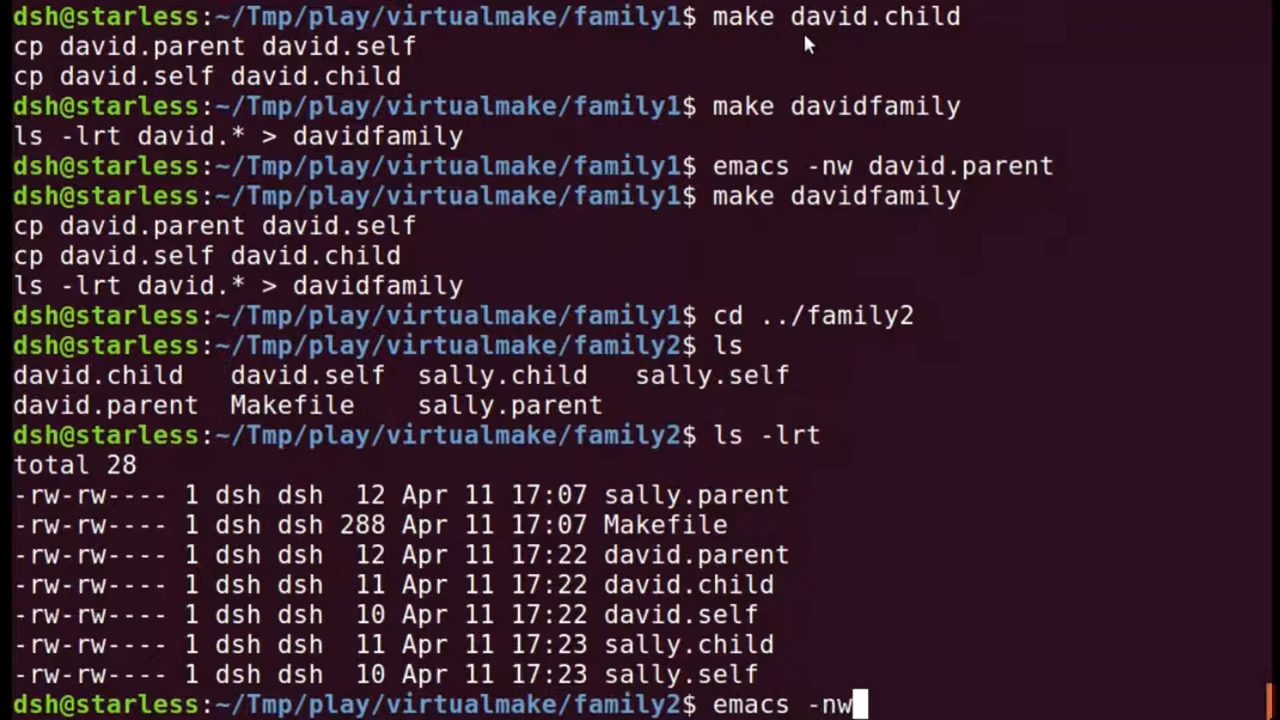 dsh@starless:~/Tmp/play/virtualmake/family1$ make david.child
cp david.parent david.self
cp david.self david.child
dsh@starless:~/Tmp/play/virtualmake/family1$ make davidfamily
ls -lrt david.* > davidfamily
dsh@starless:~/Tmp/play/virtualmake/family1$ emacs -nw david.parent
dsh@starless:~/Tmp/play/virtualmake/family1$ make davidfamily
cp david.parent david.self
cp david.self david.child
ls -lrt david.* > davidfamily
dsh@starless:~/Tmp/play/virtualmake/family1$ cd ../family2
dsh@starless:~/Tmp/play/virtualmake/family2$ ls
david.child   david.self  sally.child   sally.self
david.parent  Makefile    sally.parent
dsh@starless:~/Tmp/play/virtualmake/family2$ ls -lrt
total 28
-rw-rw---- 1 dsh dsh  12 Apr 11 17:07 sally.parent
-rw-rw---- 1 dsh dsh 288 Apr 11 17:07 Makefile
-rw-rw---- 1 dsh dsh  12 Apr 11 17:22 david.parent
-rw-rw---- 1 dsh dsh  11 Apr 11 17:22 david.child
-rw-rw---- 1 dsh dsh  10 Apr 11 17:22 david.self
-rw-rw---- 1 dsh dsh  11 Apr 11 17:23 sally.child
-rw-rw---- 1 dsh dsh  10 Apr 11 17:23 sally.self
dsh@starless:~/Tmp/play/virtualmake/family2$ emacs -nw